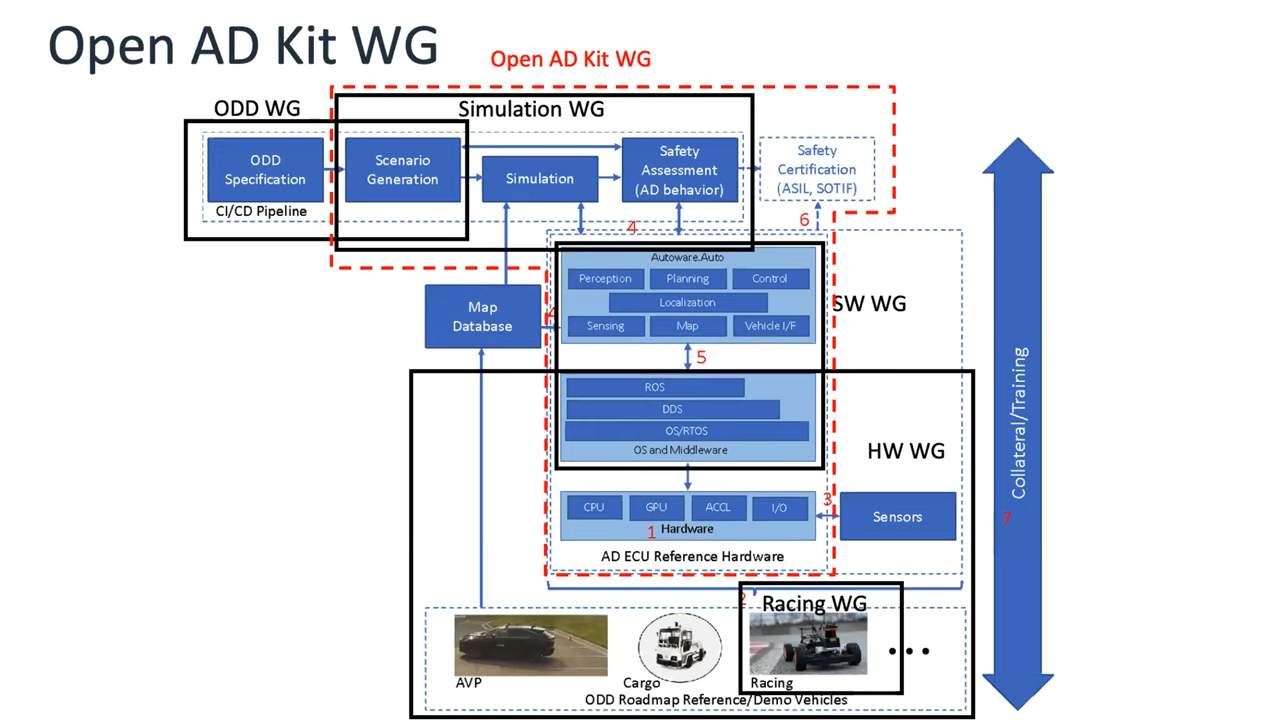 Open AD Kit WG
Open AD Kit WG
ODD WG
Simulation WG
ODD
Specification
Scenario
Generation
Simulation
Safety
Assessment
(AD behavior)
Safety
Certification
(ASIL, SOTIF)
CI/CD Pipeline
4
6
Autoware.Auto
Perception
Planning
Control
Localization
Sensing
Map
Vehicle I/F
Map
Database
SW WG
5
ROS
DDS
OS/RTOS
OS and Middleware
HW WG
CPU
GPU
ACCL
I/O
1
Hardware
3
Sensors
AD ECU Reference Hardware
Collateral/Training
7
2
Racing WG
AVP
Cargo
Racing
ODD Roadmap Reference/Demo Vehicles